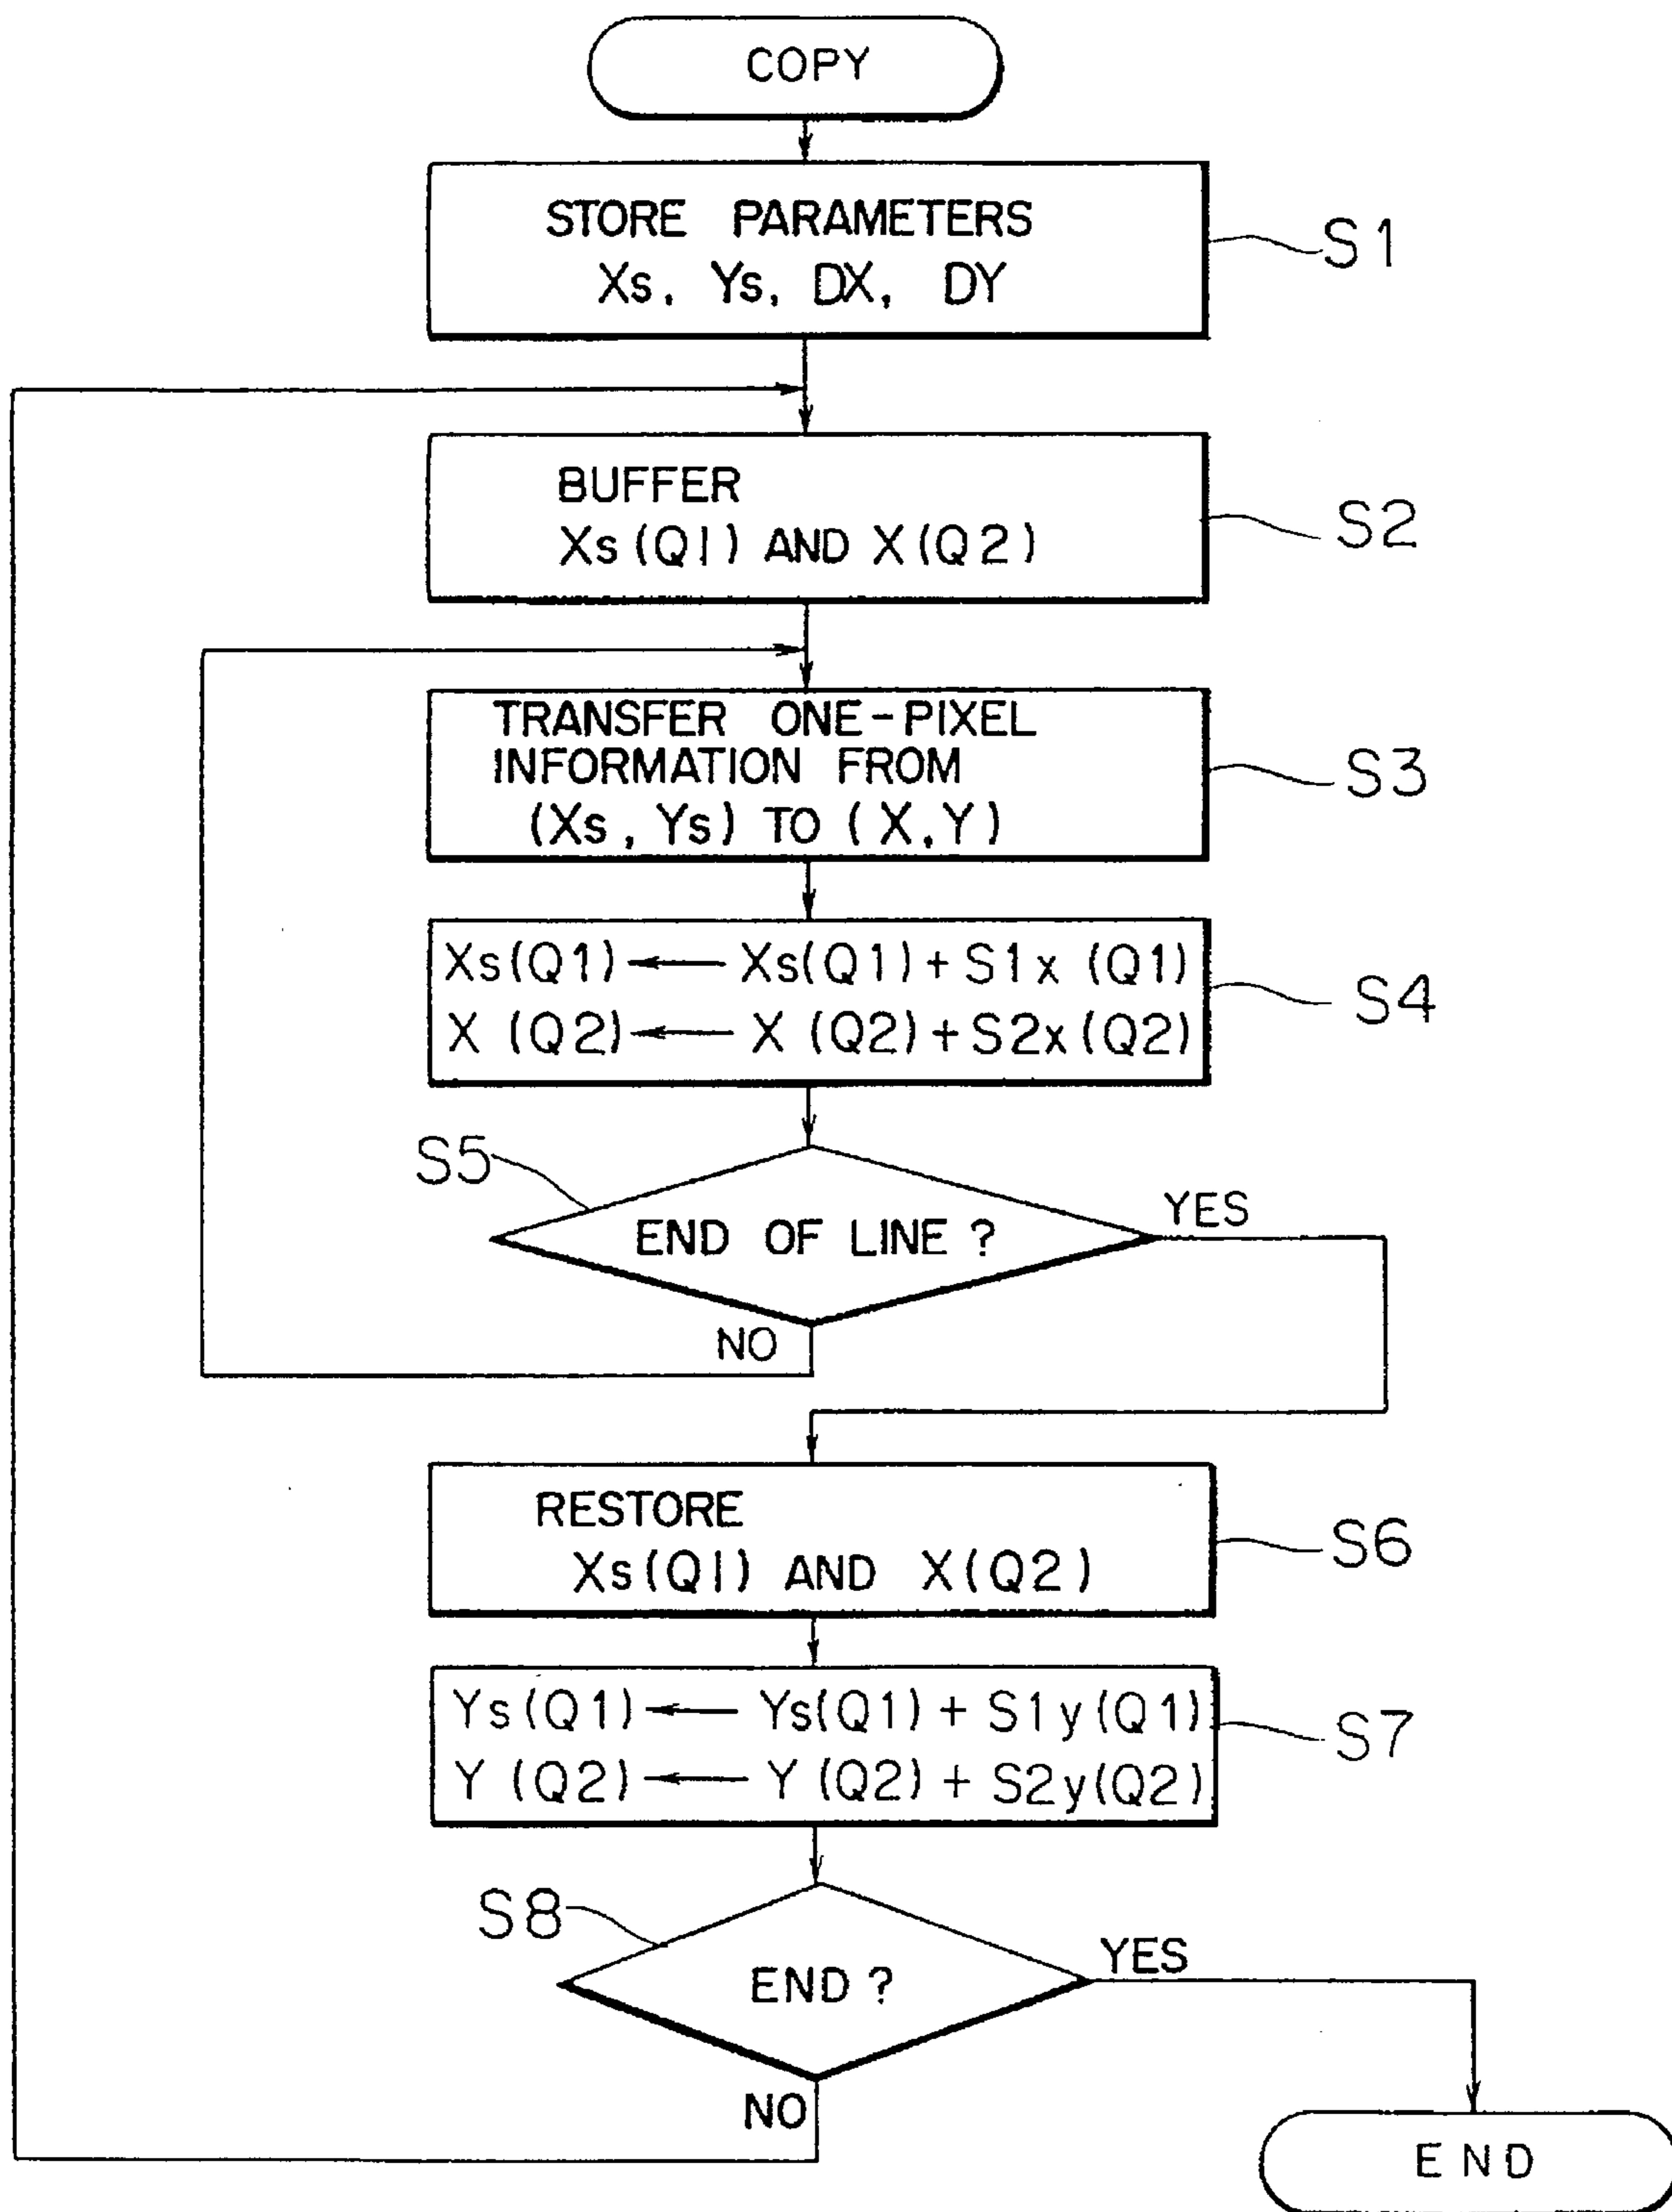 COPY
STORE PARAMETERS
Xs, Ys, DX, DY
S1
BUFFER
Xs(Q1) AND X(Q2)
S2
TRANSFER ONE-PIXEL
INFORMATION FROM
(Xs, Ys) TO (X,Y)
S3
Xs(Q1) ← Xs(Q1)+S1x (Q1)
X (Q2) ← X (Q2)+S2x(Q2)
S4
S5
END OF LINE ?
YES
NO
RESTORE
Xs(Q1) AND X(Q2)
S6
Ys(Q1) ← Ys(Q1) + S1y(Q1)
Y (Q2) ← Y (Q2) + S2y(Q2)
S7
S8
END ?
YES
NO
END